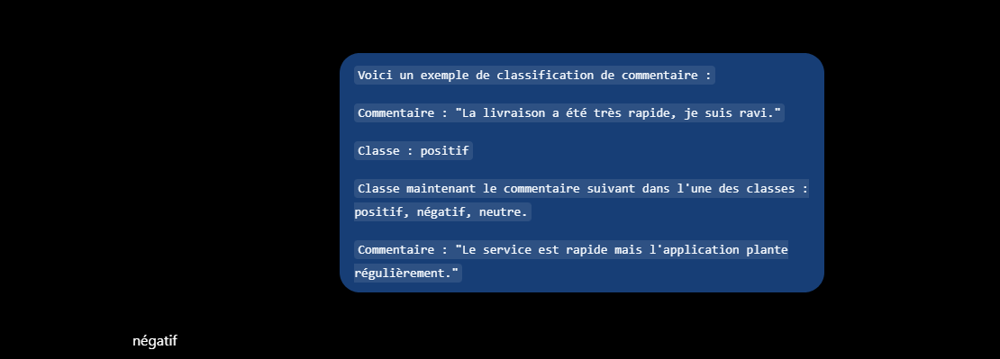 Voici un exemple de classification de commentaire :
Commentaire : "La livraison a été très rapide, je suis ravi."
Classe : positif
Classe maintenant le commentaire suivant dans l'une des classes :
positif, négatif, neutre.
Commentaire : "Le service est rapide mais l'application plante
régulièrement."
négatif